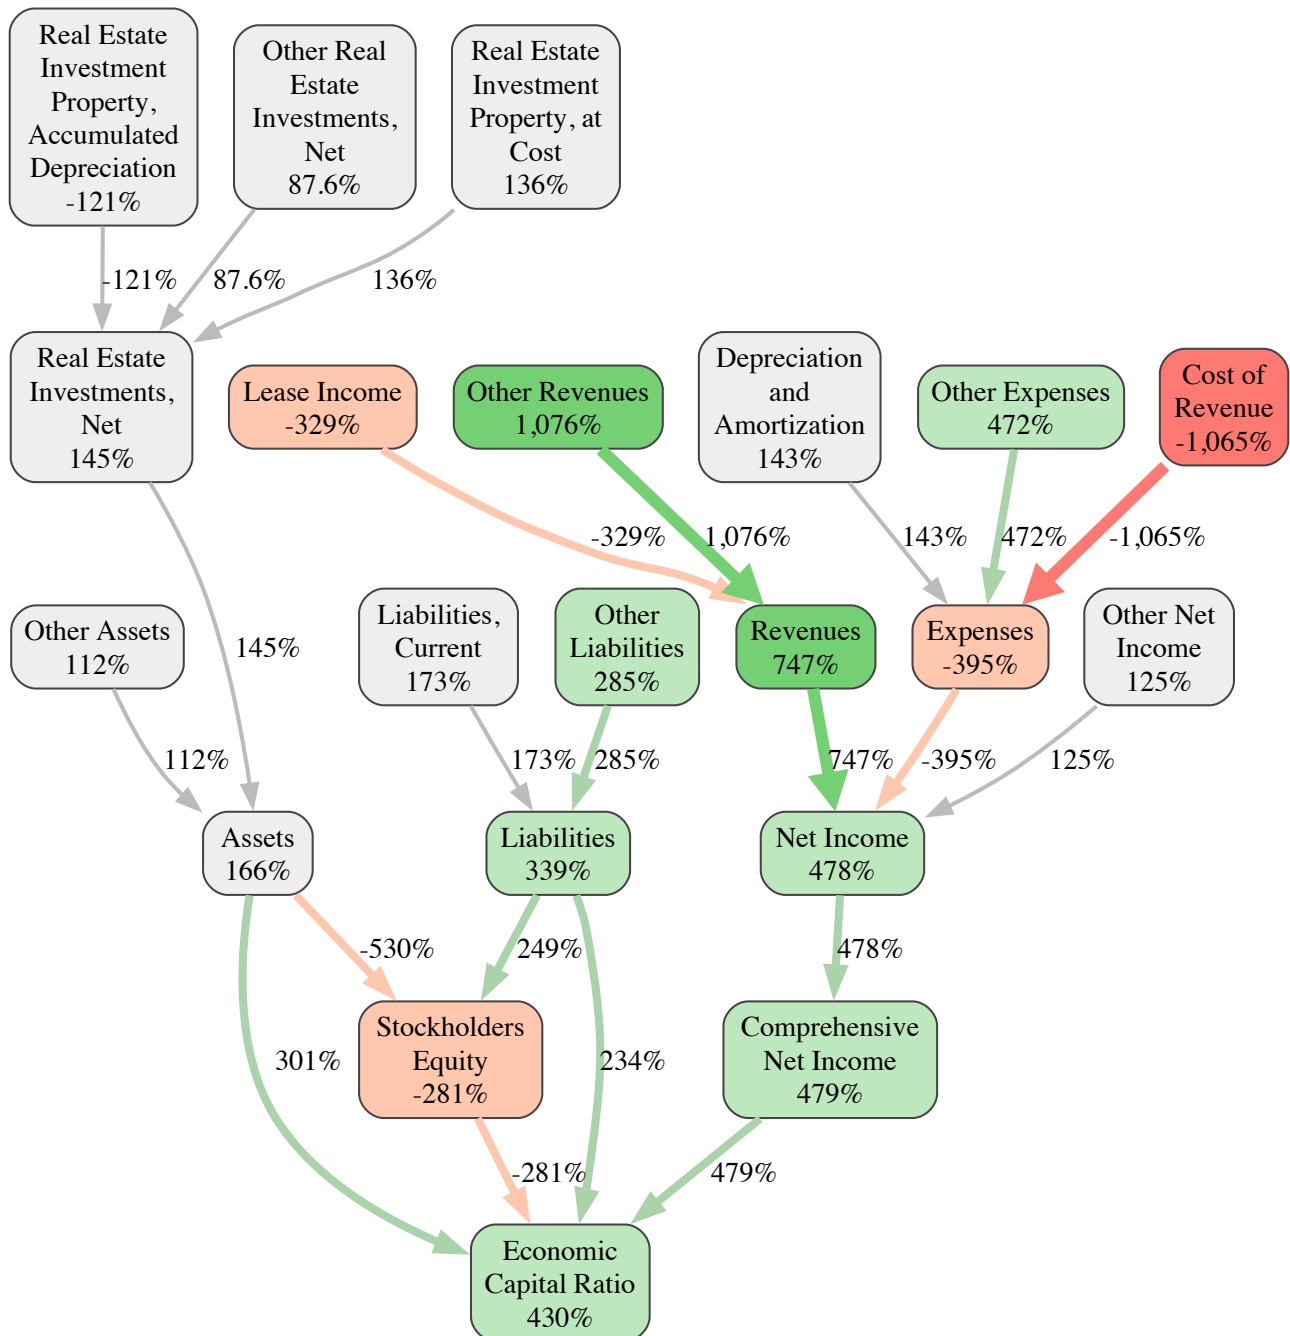 Real Estate
Investment
Property,
Accumulated
Depreciation
-121%
Other Real
Estate
Investments,
Net
87.6%
Real Estate
Investment
Property, at
Cost
136%
-121%
87.6%
136%
Real Estate
Investments,
Net
145%
Lease Income
-329%
Other Revenues
1,076%
Depreciation
and
Amortization
143%
Other Expenses
472%
Cost of
Revenue
-1,065%
-329%
1,076%
143%
472%
-1,065%
Other Assets
112%
145%
Liabilities,
Current
173%
Other
Liabilities
285%
Revenues
747%
Expenses
-395%
Other Net
Income
125%
112%
173%
285%
747%
-395%
125%
Assets
166%
Liabilities
339%
Net Income
478%
-530%
249%
478%
301%
Stockholders
Equity
-281%
234%
Comprehensive
Net Income
479%
-281%
479%
Economic
Capital Ratio
430%